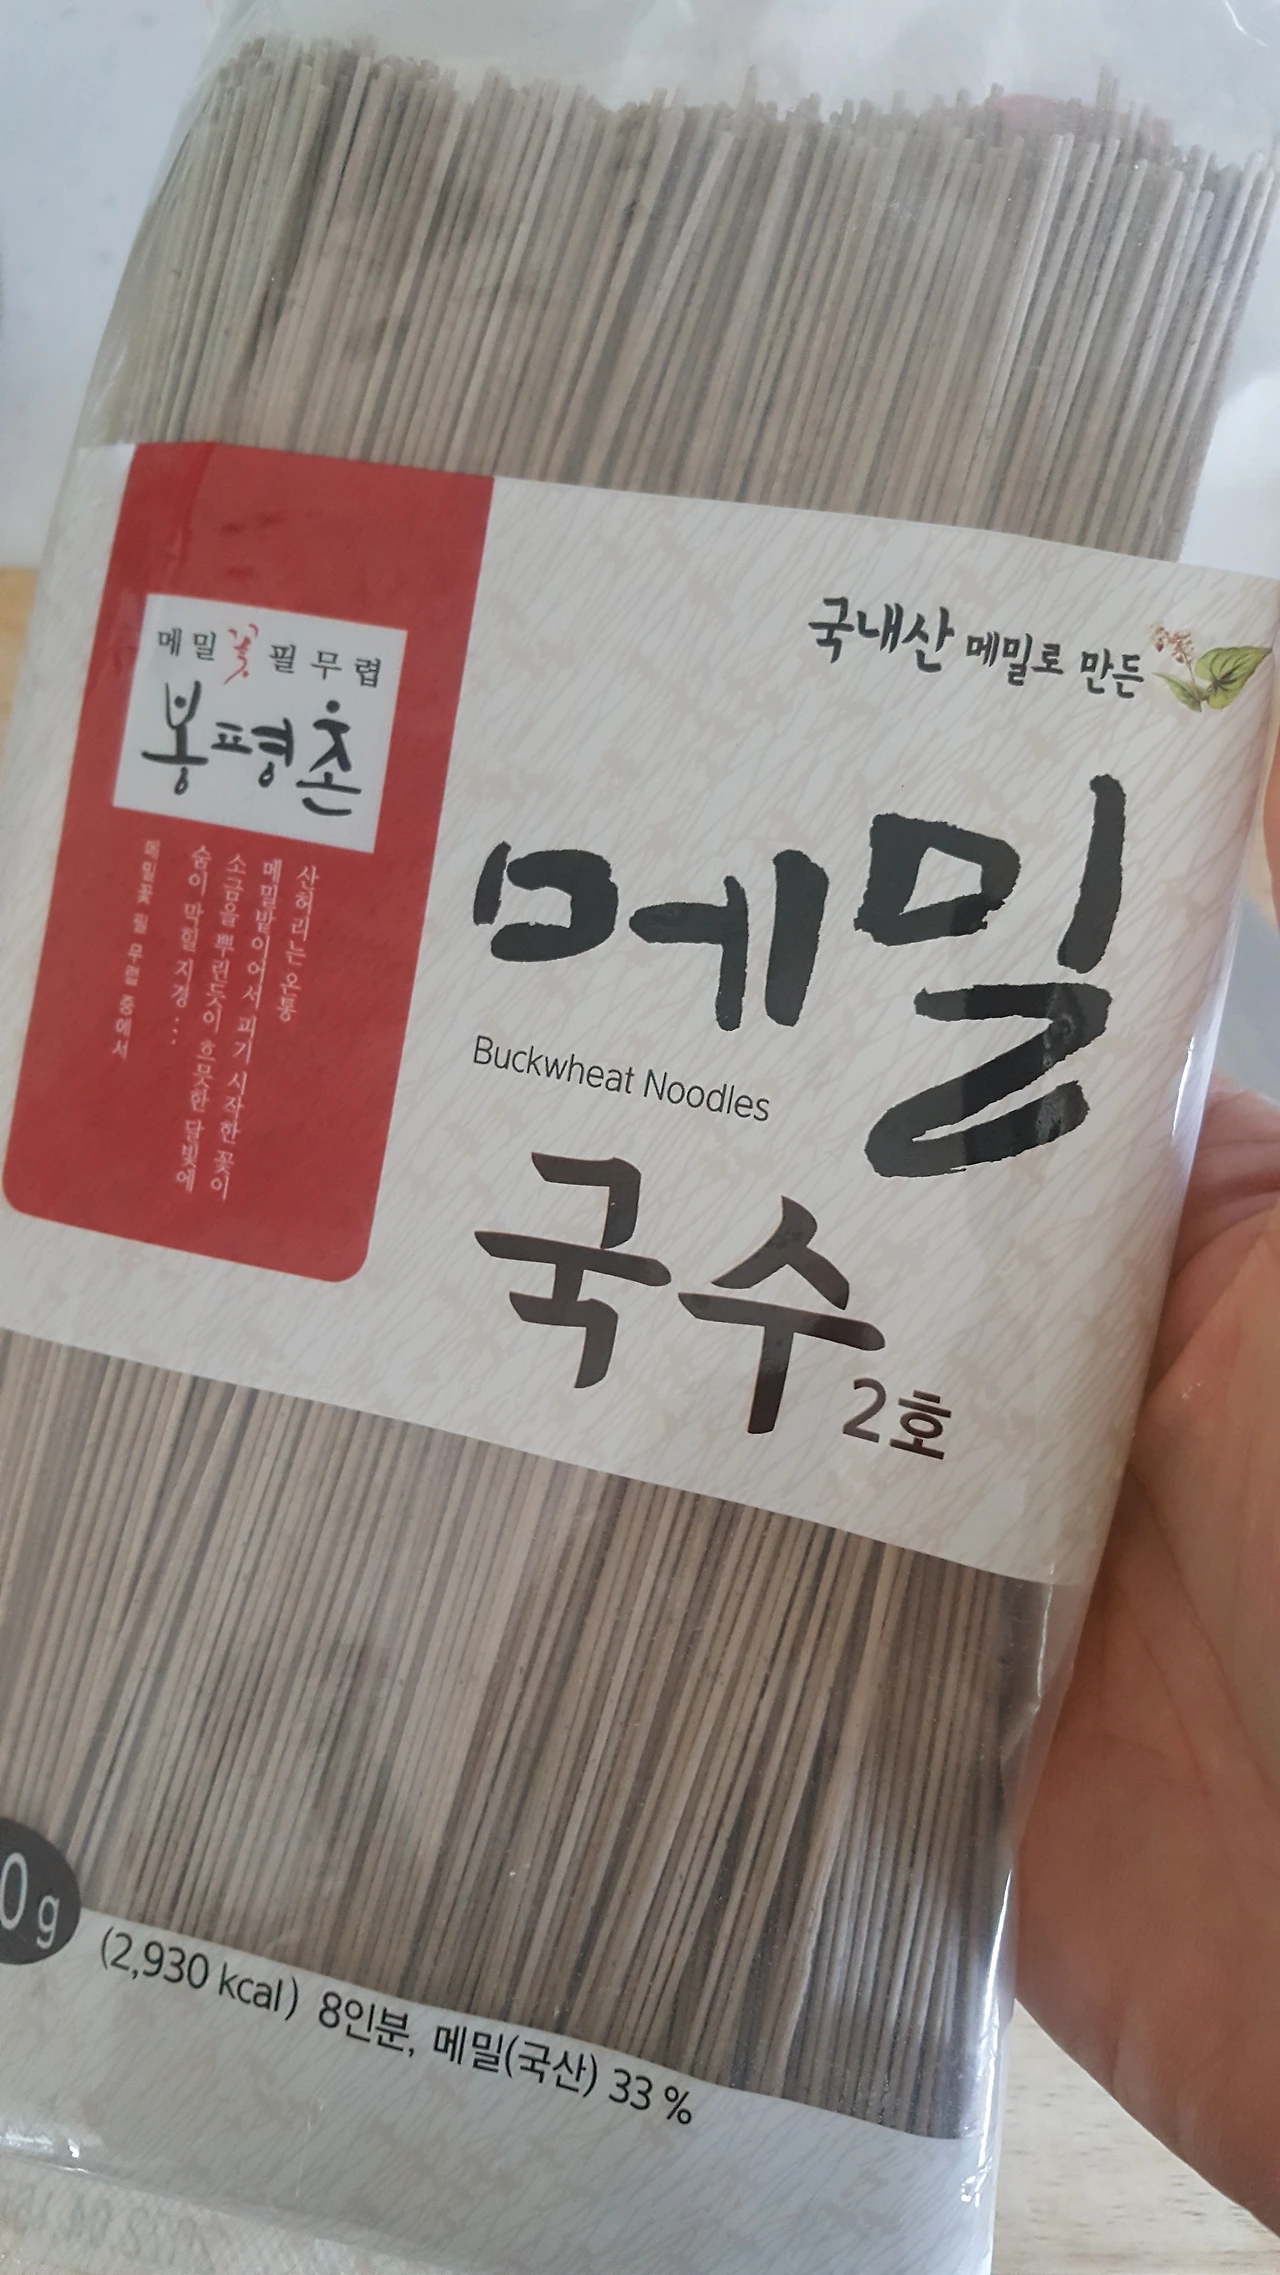 메밀꽃필무렵
봉평촌
산허리는 온통
메밀밭이어서 피기 시작한 꽃이
소금을 뿌린듯이 흐뭇한 달빛에
숨이 막힐 지경...
메밀꽃 필 무렵 중에서
국내산 메밀로 만든
메밀
Buckwheat Noodles
국수
2호
0 g
(2,930 kcal) 8인분, 메밀(국산) 33 %